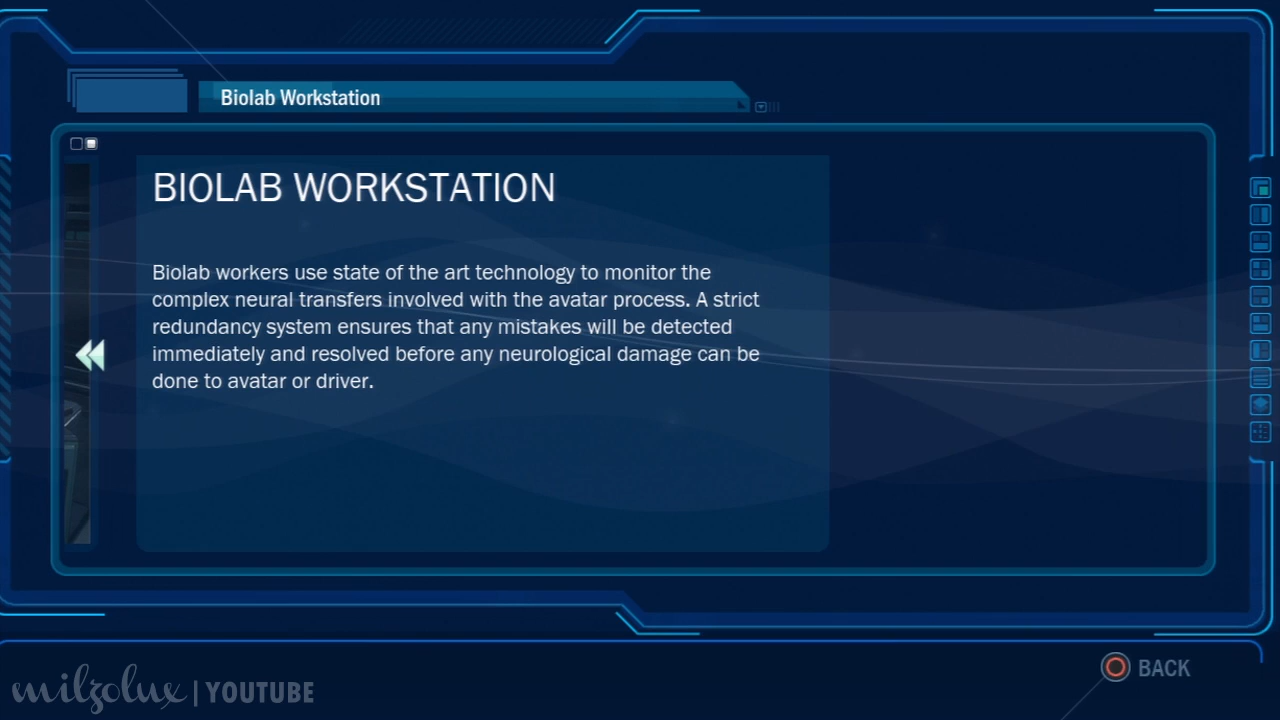 Biolab Workstation
BIOLAB WORKSTATION
Biolab workers use state of the art technology to monitor the
complex neural transfers involved with the avatar process. A strict
redundancy system ensures that any mistakes will be detected
immediately and resolved before any neurological damage can be
done to avatar or driver.
BACK
milzolux | YOUTUBE